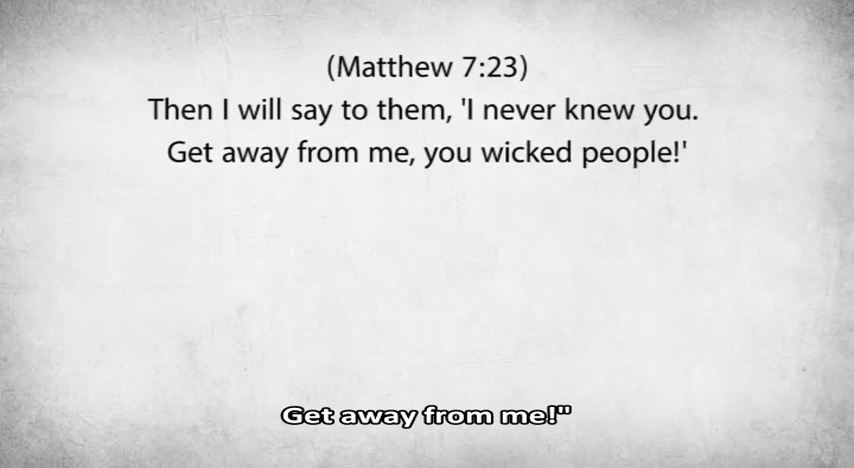 (Matthew 7:23)
Then I will say to them, 'I never knew you.
Get away from me, you wicked people!'
Get away from me!"